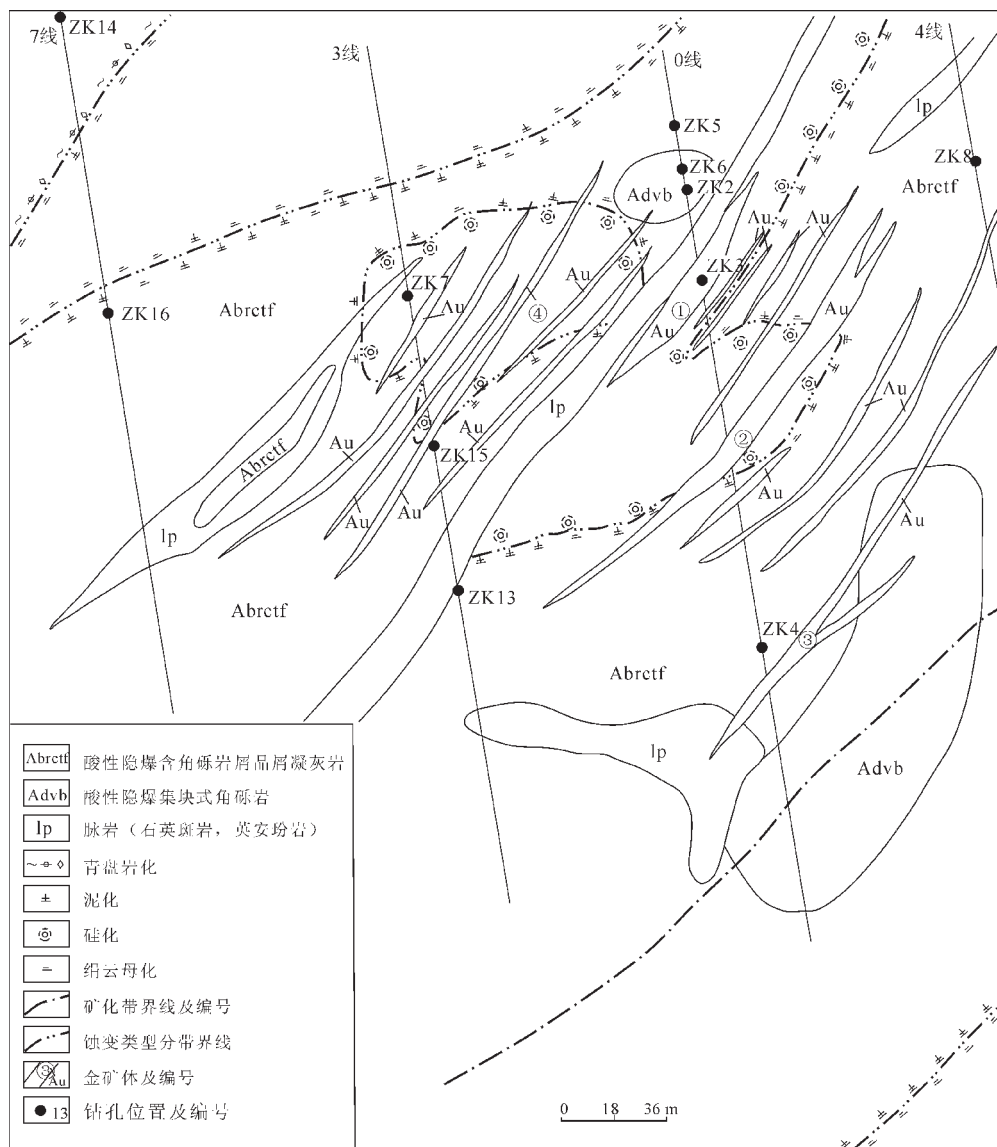 ZK14
7线
3线
0线
4线
lp
ZK5
ZK6
ZK2
Advb
ZK8
Abrctf
Au
Au
ZK3
Au
ZK7
Au
④
①
Au
Au
ZK16
Abrctf
Au
lp
Au
②
ZK15
Abrctf
Au
Au
Au
Au
Au
lp
Abrctf
ZK13
ZK4
③
Abrctf
lp
Advb
Abrctf 酸性隐爆含角砾岩屑晶屑凝灰岩
Advb 酸性隐爆集块式角砾岩
lp 脉岩（石英斑岩，英安玢岩）
青盘岩化
泥化
硅化
绢云母化
矿化带界线及编号
蚀变类型分带界线
③ Au 金矿体及编号
13 钻孔位置及编号
0 18 36 m